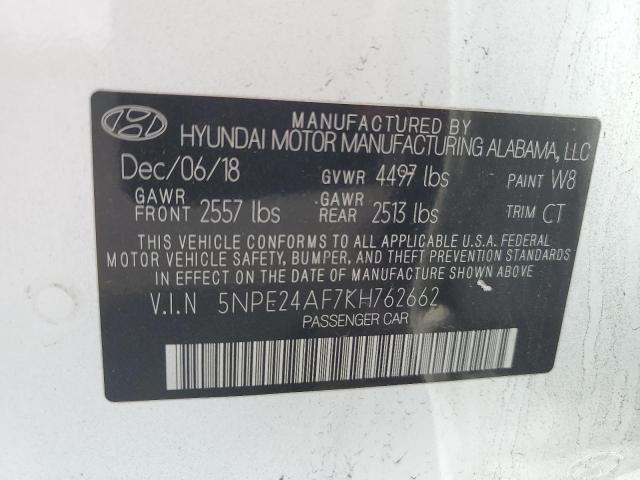 MANUFACTURED BY
HYUNDAI MOTOR MANUFACTURING ALABAMA, LLC
Dec/06/18 GVWR 4497 lbs PAINT W8
GAWR FRONT 2557 lbs GAWR REAR 2513 lbs TRIM CT
THIS VEHICLE CONFORMS TO ALL APPLICABLE U.S.A. FEDERAL
MOTOR VEHICLE SAFETY, BUMPER, AND THEFT PREVENTION STANDARDS
IN EFFECT ON THE DATE OF MANUFACTURE SHOWN ABOVE
V.I.N 5NPE24AF7KH762662
PASSENGER CAR